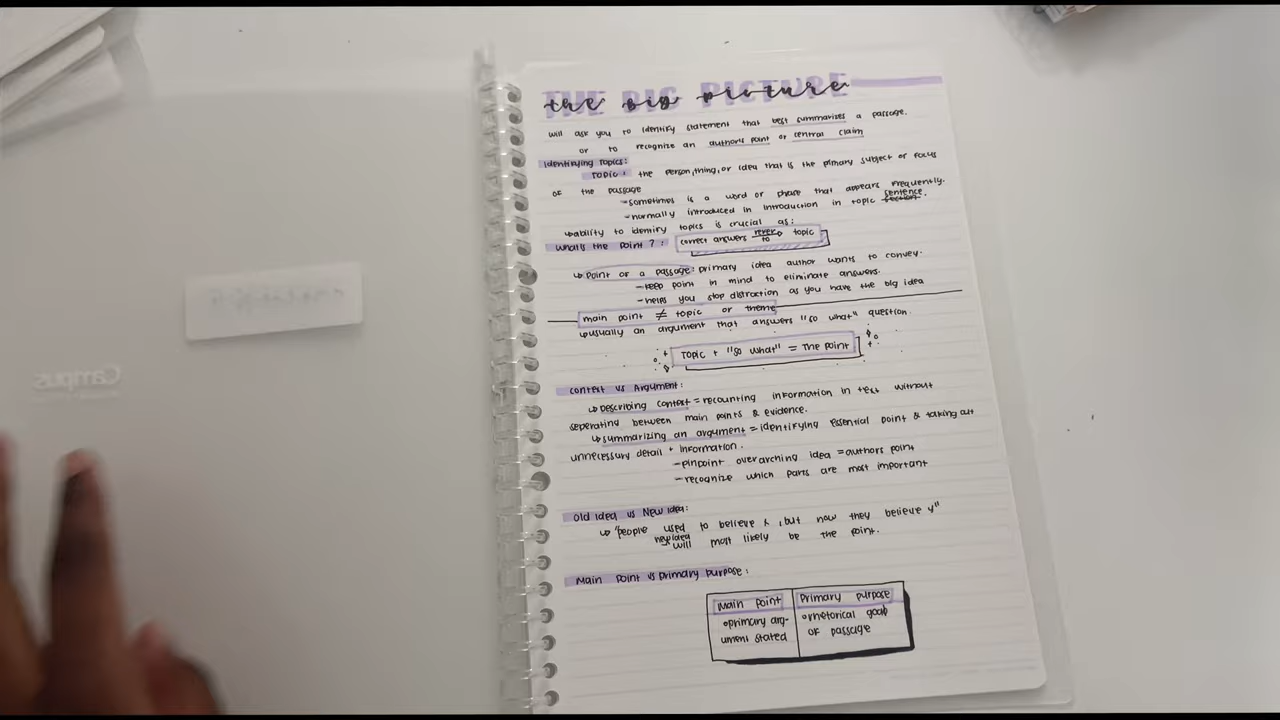 THE BIG PICTURE
the big picture
will ask you to identify statement that best summarizes a passage.
or to recognize an authors point or central claim
Identifying Topics:
Topic: the person, thing, or idea that is the primary subject or focus
of the passage
-sometimes is a word or phrase that appears frequently.
-normally introduced in introduction in topic sentence.
ability to identify topics is crucial as:
what's the point?: correct answers refer to topic
Point of a passage: primary idea author wants to convey.
-keep point in mind to eliminate answers.
-helps you stop distraction as you have the big idea
main point ≠ topic or theme
usually an argument that answers "so what" question.
Topic + "so what" = The Point
context vs Argument:
Describing context = recounting information in text without
seperating between main points & evidence.
summarizing an argument = identifying essential point & taking out
unnecessary detail + information.
-pinpoint overarching idea = authors point
-recognize which parts are most important
Old Idea vs New Idea:
"people used to believe x, but now they believe y"
new idea
will most likely be the point.
Main Point vs primary purpose:
Main point Primary purpose
primary arg- rhetorical goal
ument stated of passage
Campus